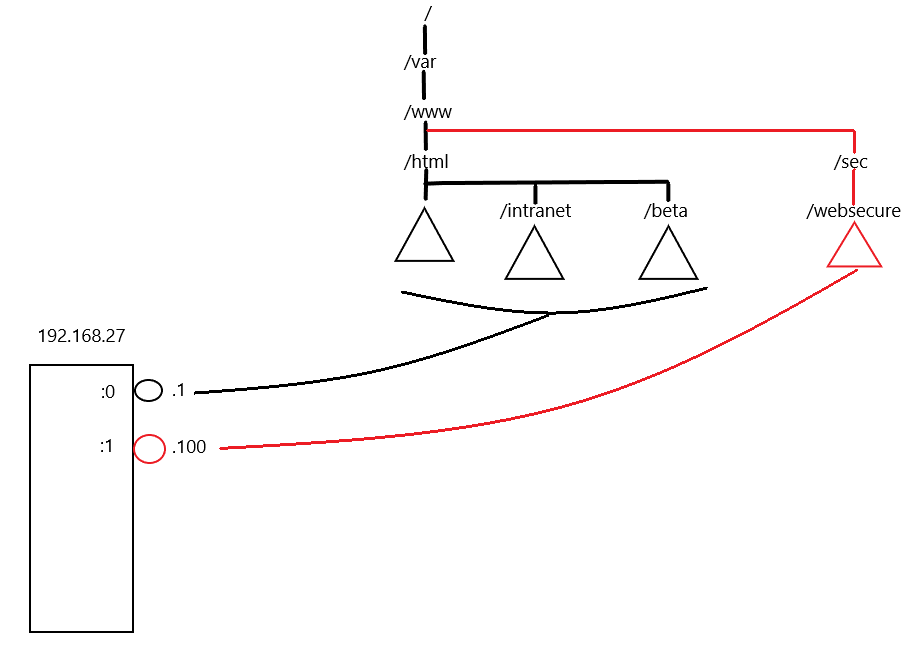 /
/var
/www
/html
/sec
/intranet
/beta
/websecure
192.168.27
:0
.1
:1
.100